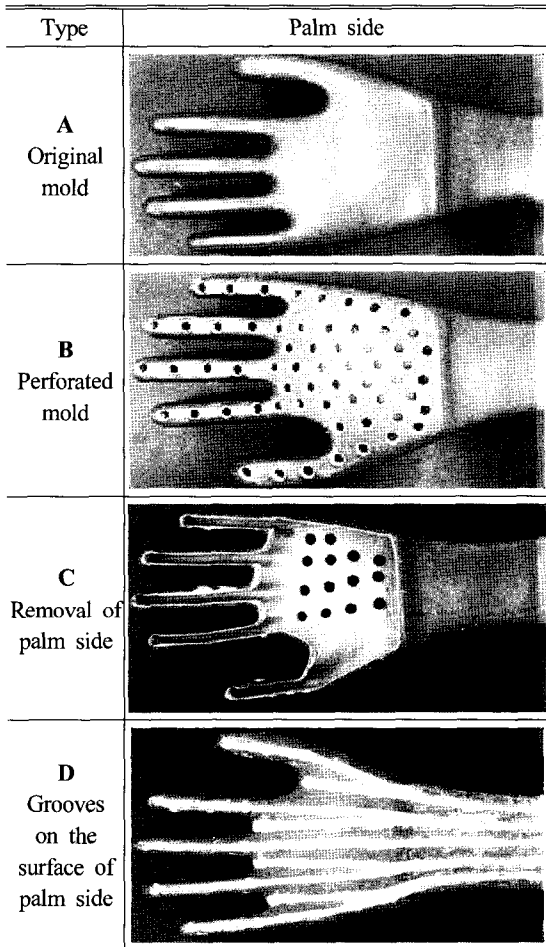 Type Palm side
A
Original
mold
B
Perforated
mold
C
Removal of
palm side
D
Grooves
on the
surface of
palm side